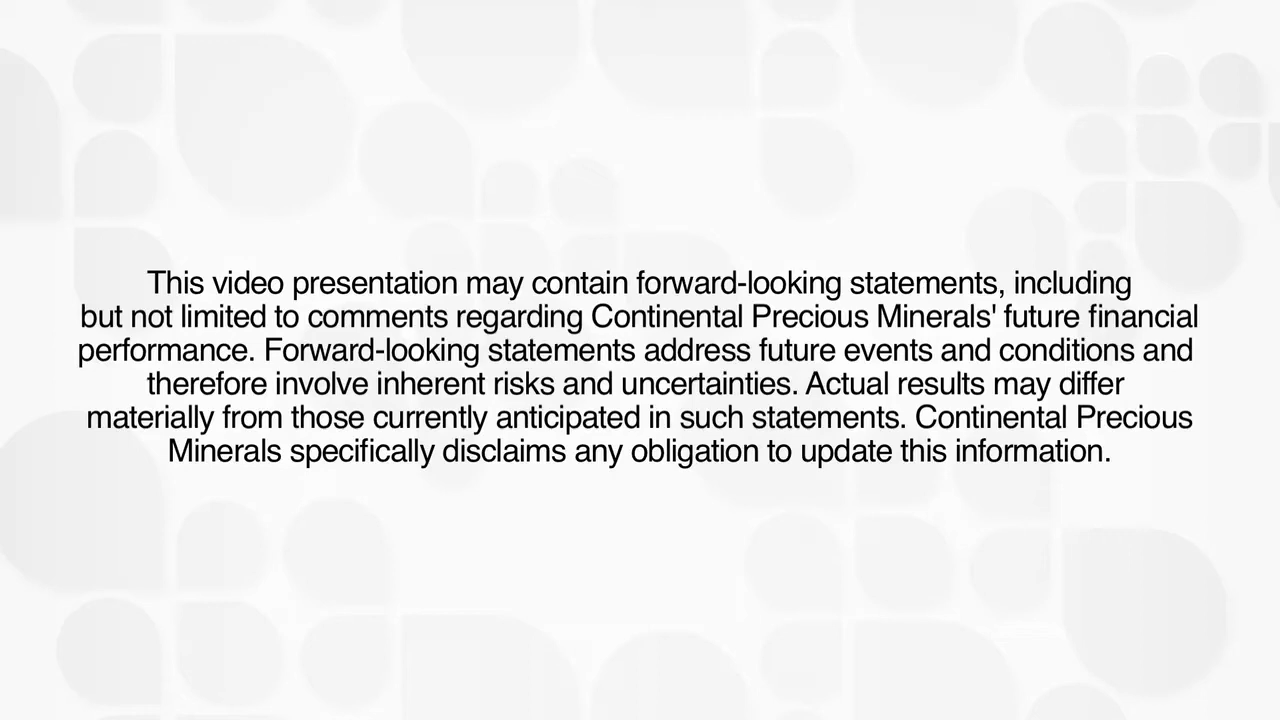 This video presentation may contain forward-looking statements, including
but not limited to comments regarding Continental Precious Minerals' future financial
performance. Forward-looking statements address future events and conditions and
therefore involve inherent risks and uncertainties. Actual results may differ
materially from those currently anticipated in such statements. Continental Precious
Minerals specifically disclaims any obligation to update this information.